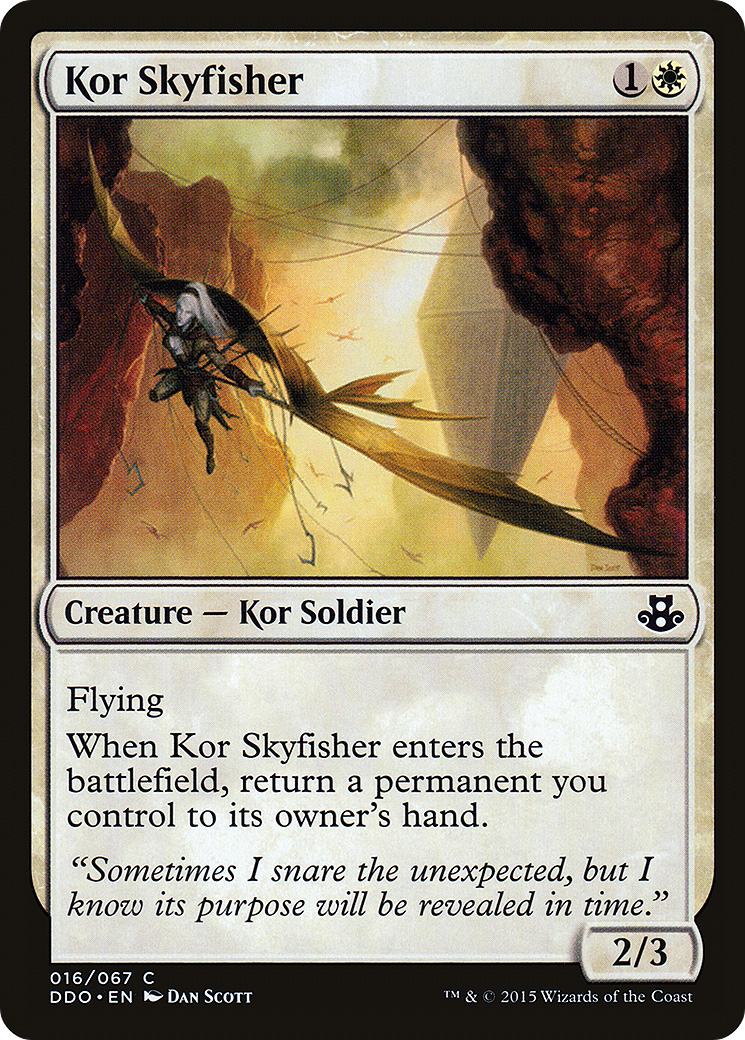 Kor Skyfisher
1
Dan Scott
Creature — Kor Soldier
Flying
When Kor Skyfisher enters the
battlefield, return a permanent you
control to its owner's hand.
“Sometimes I snare the unexpected, but I
know its purpose will be revealed in time.”
2/3
016/067 C
DDO • EN Dan Scott
™ & © 2015 Wizards of the Coast